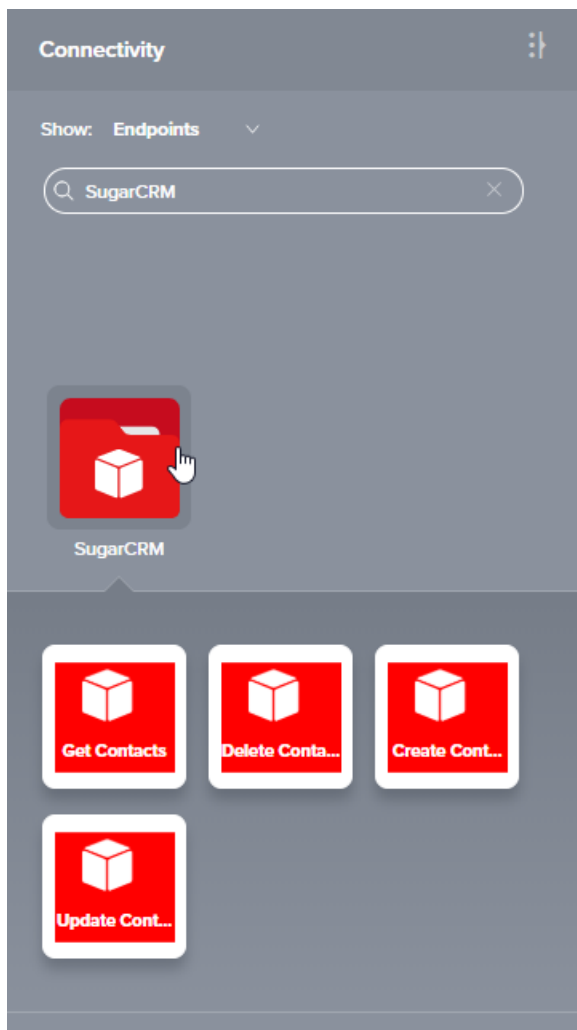 Connectivity
Show: Endpoints
SugarCRM
SugarCRM
Get Contacts
Delete Conta...
Create Cont...
Update Cont...